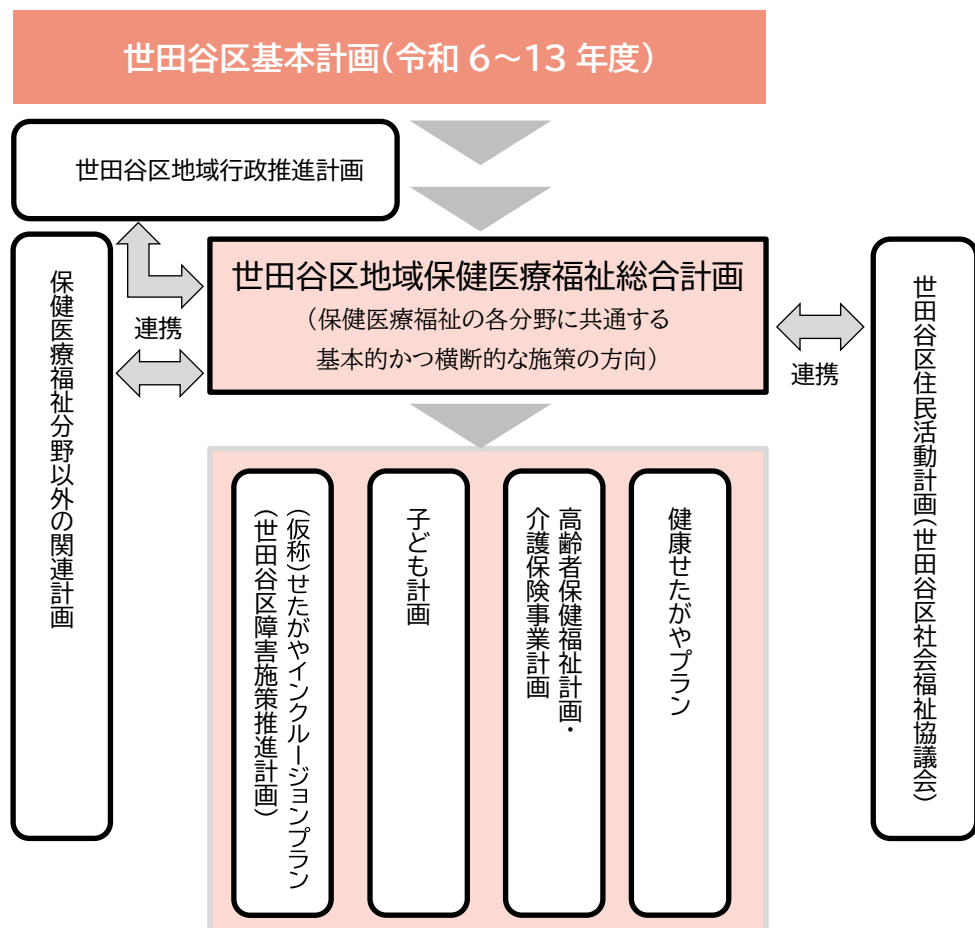 世田谷区基本計画(令和 6～13 年度)
世田谷区地域行政推進計画
世田谷区地域保健医療福祉総合計画
(保健医療福祉の各分野に共通する
基本的かつ横断的な施策の方向)
連携
連携
保健医療福祉分野以外の関連計画
(仮称)せたがやインクルージョンプラン
(世田谷区障害施策推進計画)
子ども計画
高齢者保健福祉計画・
介護保険事業計画
健康せたがやプラン
世田谷区住民活動計画(世田谷区社会福祉協議会)